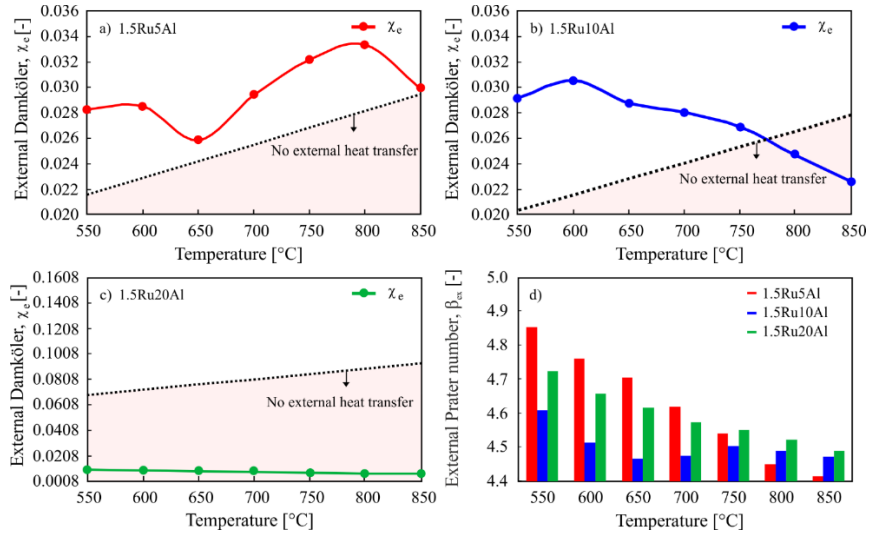 a) 1.5Ru5Al
χe
External Damköler, χe [-]
0.036
0.034
0.032
0.030
0.028
0.026
0.024
0.022
0.020
No external heat transfer
550 600 650 700 750 800 850
Temperature [°C]
b) 1.5Ru10Al
χe
External Damköler, χe [-]
0.036
0.034
0.032
0.030
0.028
0.026
0.024
0.022
0.020
No external heat transfer
550 600 650 700 750 800 850
Temperature [°C]
c) 1.5Ru20Al
χe
External Damköler, χe [-]
0.1608
0.1408
0.1208
0.1008
0.0808
0.0608
0.0408
0.0208
0.0008
No external heat transfer
550 600 650 700 750 800 850
Temperature [°C]
d)
1.5Ru5Al
1.5Ru10Al
1.5Ru20Al
External Prater number, βex [-]
5.0
4.8
4.7
4.6
4.5
4.4
550 600 650 700 750 800 850
Temperature [°C]